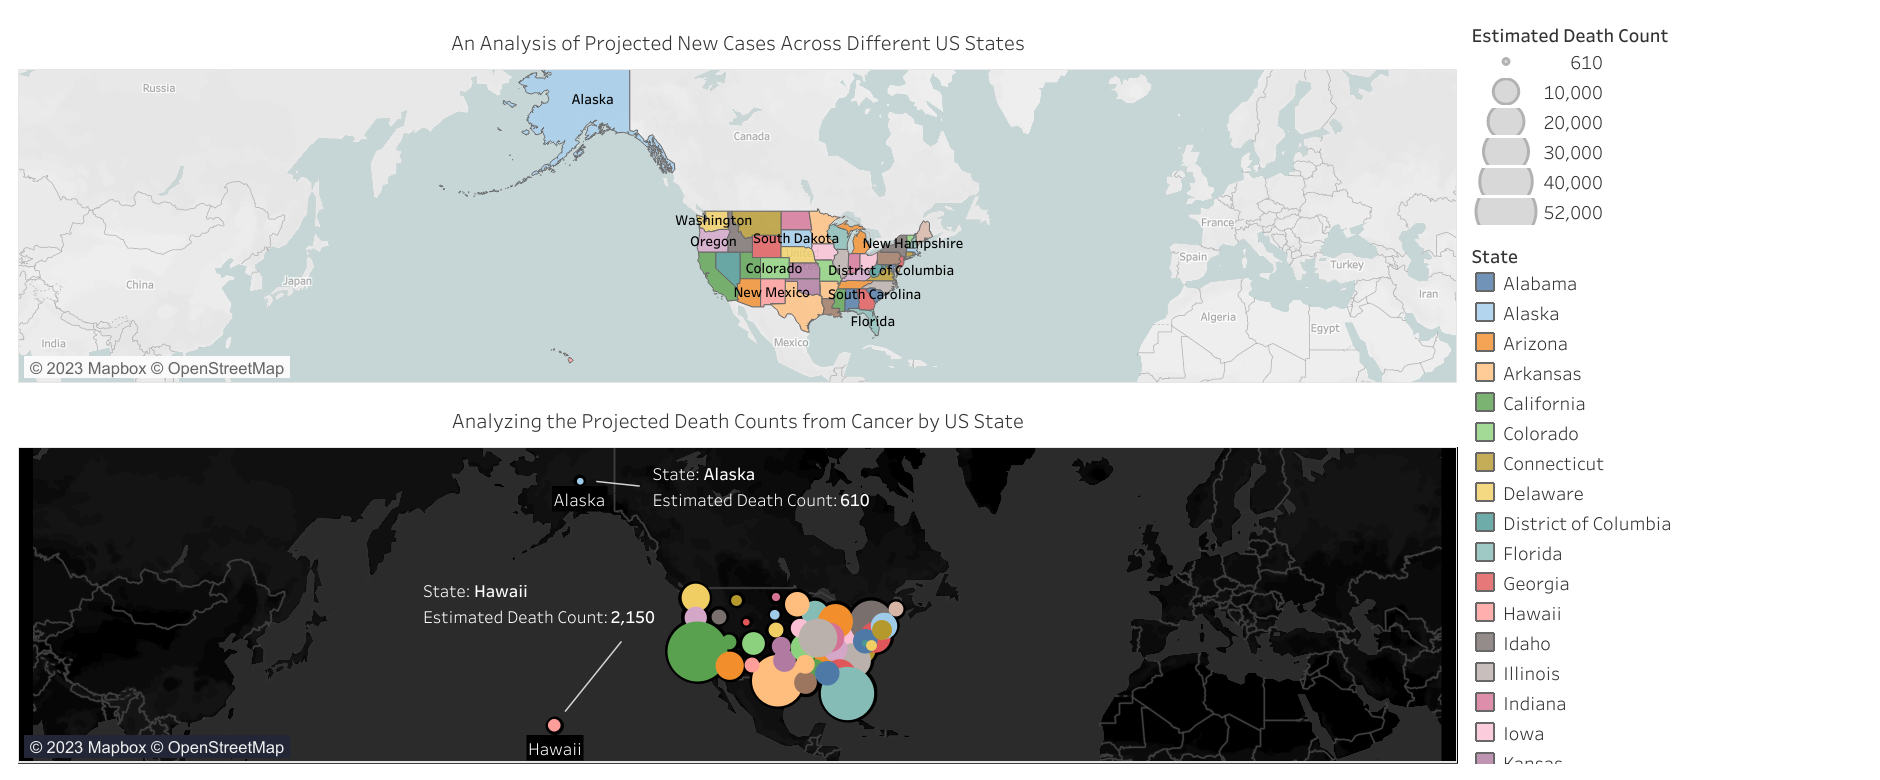 An Analysis of Projected New Cases Across Different US States
Russia
Alaska
Canada
Washington
Oregon
South Dakota
New Hampshire
Colorado
District of Columbia
New Mexico
South Carolina
Florida
China
Japan
India
Mexico
France
Spain
Turkey
Iran
Algeria
Egypt
© 2023 Mapbox © OpenStreetMap
Analyzing the Projected Death Counts from Cancer by US State
State: Alaska
Estimated Death Count: 610
Alaska
State: Hawaii
Estimated Death Count: 2,150
Hawaii
© 2023 Mapbox © OpenStreetMap
Estimated Death Count
610
10,000
20,000
30,000
40,000
52,000
State
Alabama
Alaska
Arizona
Arkansas
California
Colorado
Connecticut
Delaware
District of Columbia
Florida
Georgia
Hawaii
Idaho
Illinois
Indiana
Iowa
Kansas